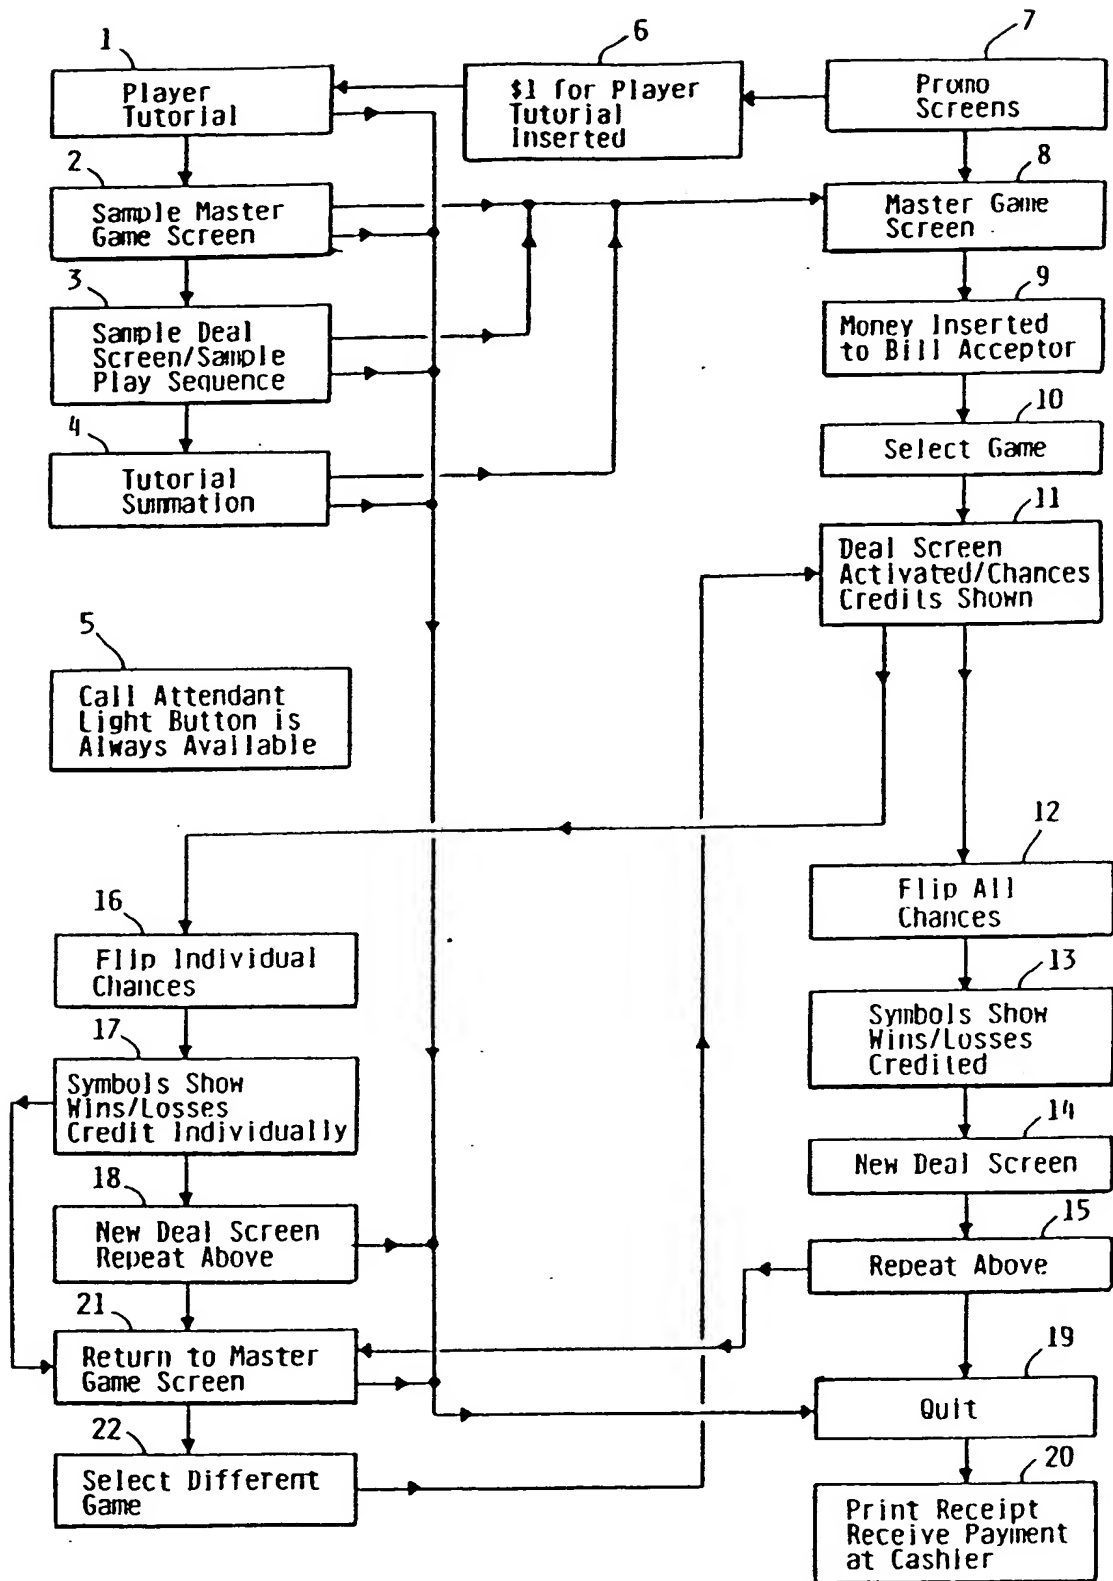 1
Player
Tutorial
6
$1 for Player
Tutorial
Inserted
7
Promo
Screens
2
Sample Master
Game Screen
8
Master Game
Screen
3
Sample Deal
Screen/Sample
Play Sequence
9
Money Inserted
to Bill Acceptor
10
Select Game
4
Tutorial
Summation
11
Deal Screen
Activated/Chances
Credits Shown
5
Call Attendant
Light Button is
Always Available
12
Flip All
Chances
16
Flip Individual
Chances
13
Symbols Show
Wins/Losses
Credited
17
Symbols Show
Wins/Losses
Credit Individually
14
New Deal Screen
18
New Deal Screen
Repeat Above
15
Repeat Above
21
Return to Master
Game Screen
19
Quit
22
Select Different
Game
20
Print Receipt
Receive Payment
at Cashier